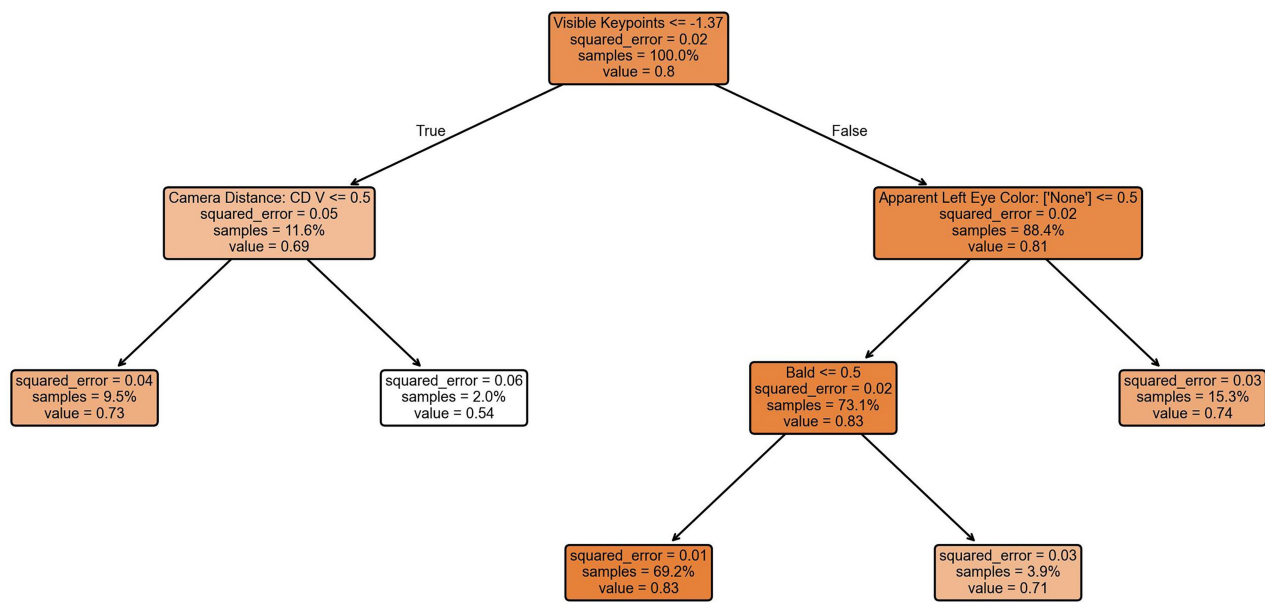 Visible Keypoints <= -1.37
squared_error = 0.02
samples = 100.0%
value = 0.8
True
False
Camera Distance: CD V <= 0.5
squared_error = 0.05
samples = 11.6%
value = 0.69
Apparent Left Eye Color: ['None'] <= 0.5
squared_error = 0.02
samples = 88.4%
value = 0.81
squared_error = 0.04
samples = 9.5%
value = 0.73
squared_error = 0.06
samples = 2.0%
value = 0.54
Bald <= 0.5
squared_error = 0.02
samples = 73.1%
value = 0.83
squared_error = 0.03
samples = 15.3%
value = 0.74
squared_error = 0.01
samples = 69.2%
value = 0.83
squared_error = 0.03
samples = 3.9%
value = 0.71